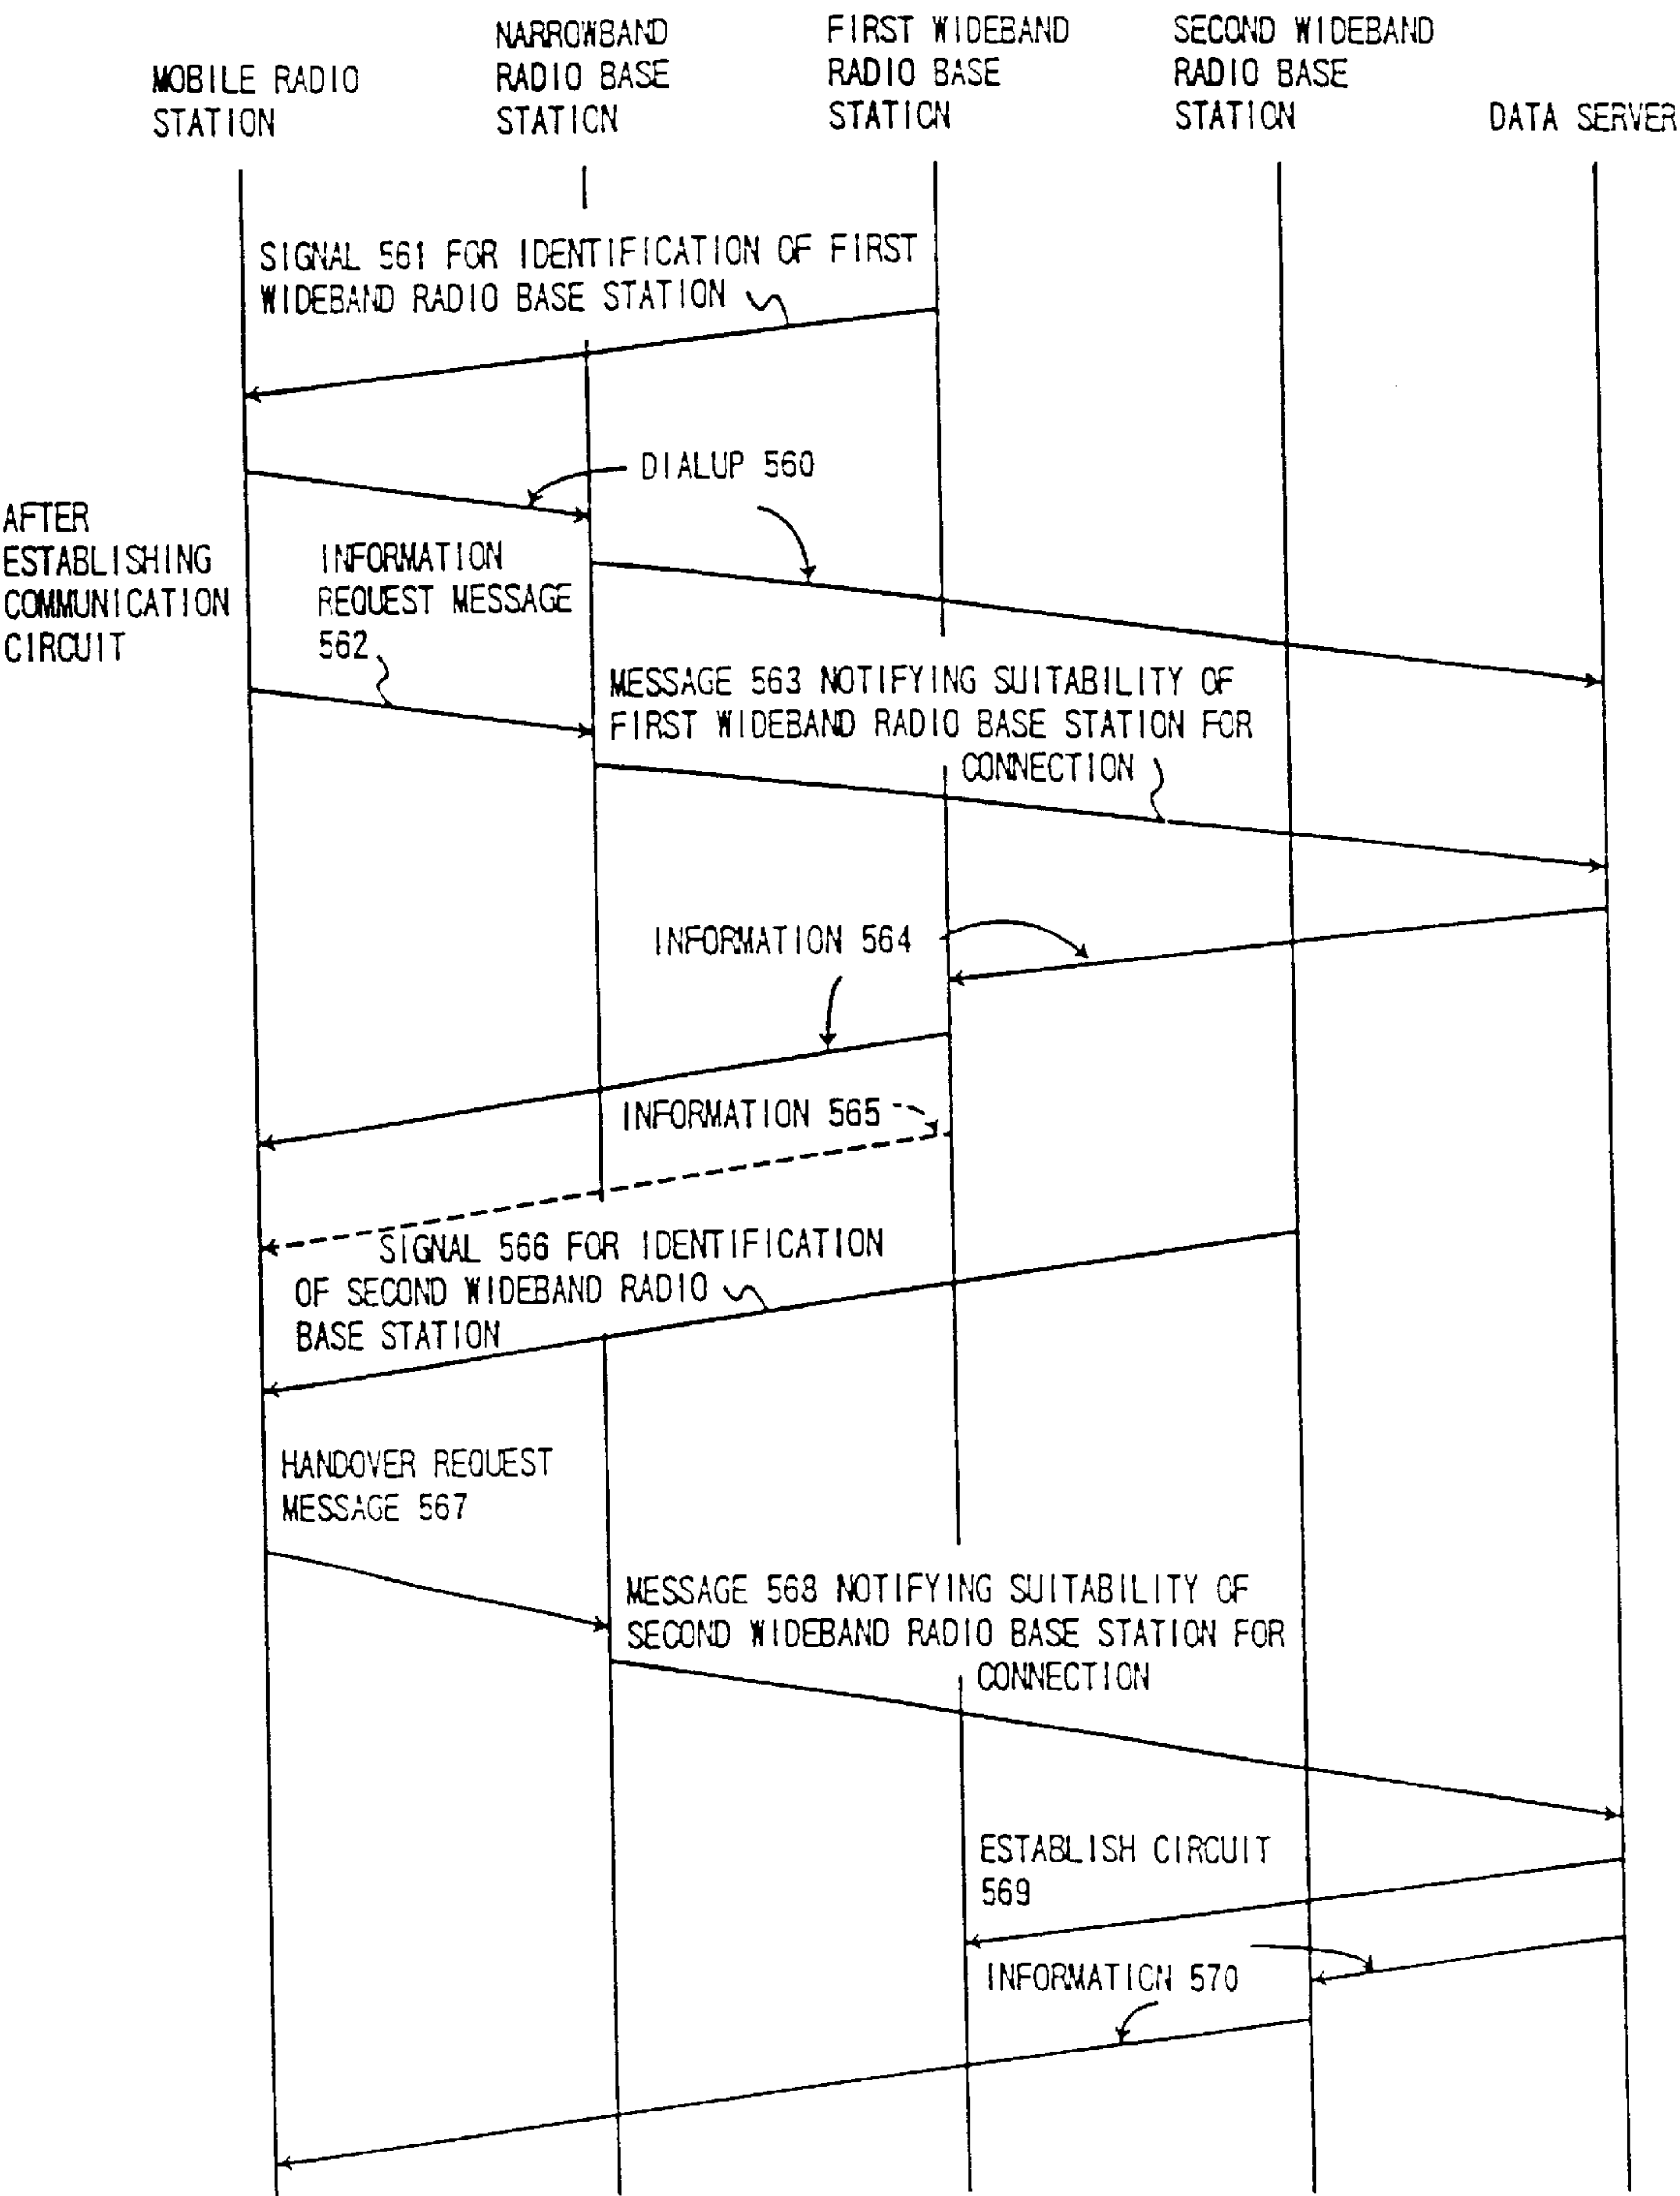 MOBILE RADIO
STATION
NARROWBAND
RADIO BASE
STATION
FIRST WIDEBAND
RADIO BASE
STATION
SECOND WIDEBAND
RADIO BASE
STATION
DATA SERVER
SIGNAL 561 FOR IDENTIFICATION OF FIRST
WIDEBAND RADIO BASE STATION
DIALUP 560
AFTER
ESTABLISHING
COMMUNICATION
CIRCUIT
INFORMATION
REQUEST MESSAGE
562
MESSAGE 563 NOTIFYING SUITABILITY OF
FIRST WIDEBAND RADIO BASE STATION FOR
CONNECTION
INFORMATION 564
INFORMATION 565
SIGNAL 566 FOR IDENTIFICATION
OF SECOND WIDEBAND RADIO
BASE STATION
HANDOVER REQUEST
MESSAGE 567
MESSAGE 568 NOTIFYING SUITABILITY OF
SECOND WIDEBAND RADIO BASE STATION FOR
CONNECTION
ESTABLISH CIRCUIT
569
INFORMATION 570